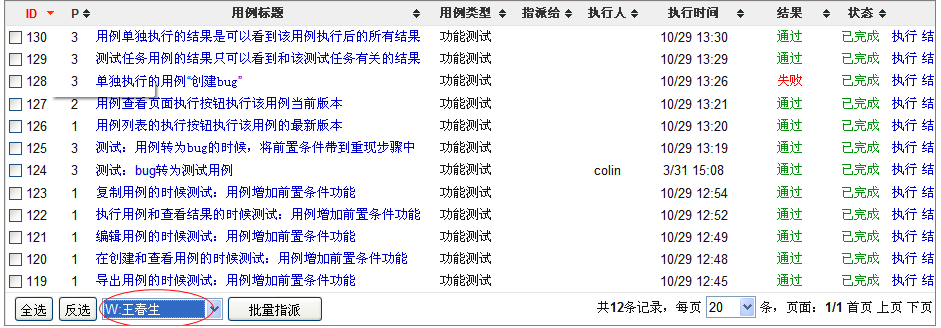 ID P 用例标题 用例类型 指派给 执行人 执行时间 结果 状态
130 3 用例单独执行的结果是可以看到该用例执行后的所有结果 功能测试 10/29 13:30 通过 已完成 执行 结
129 3 测试任务用例的结果只可以看到和该测试任务有关的结果 功能测试 10/29 13:29 通过 已完成 执行 结
128 3 单独执行的用例“创建bug” 功能测试 10/29 13:26 失败 已完成 执行 结
127 2 用例查看页面执行按钮执行该用例当前版本 功能测试 10/29 13:21 通过 已完成 执行 结
126 1 用例列表的执行按钮执行该用例的最新版本 功能测试 10/29 13:20 通过 已完成 执行 结
125 3 测试：用例转为bug的时候，将前置条件带到重现步骤中 功能测试 10/29 13:19 通过 已完成 执行 结
124 3 测试：bug转为测试用例 功能测试 colin 3/31 15:08 通过 已完成 执行 结
123 1 复制用例的时候测试：用例增加前置条件功能 功能测试 10/29 12:54 通过 已完成 执行 结
122 1 执行用例和查看结果的时候测试：用例增加前置条件功能 功能测试 10/29 12:52 通过 已完成 执行 结
121 1 编辑用例的时候测试：用例增加前置条件功能 功能测试 10/29 12:49 通过 已完成 执行 结
120 1 在创建和查看用例的时候测试：用例增加前置条件功能 功能测试 10/29 12:48 通过 已完成 执行 结
119 1 导出用例的时候测试：用例增加前置条件功能 功能测试 10/29 12:45 通过 已完成 执行 结
全选 反选 W:王春生 批量指派 共12条记录，每页 20 条，页面：1/1 首页 上页 下页